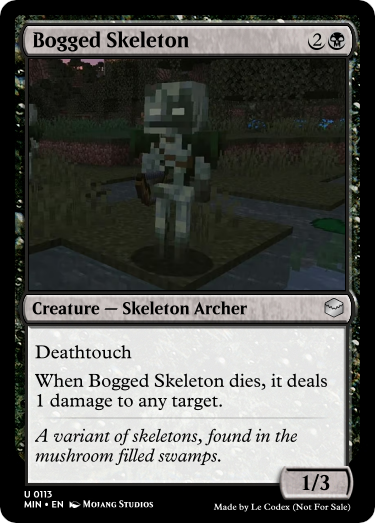 Bogged Skeleton 2
Creature — Skeleton Archer
Deathtouch
When Bogged Skeleton dies, it deals
1 damage to any target.
A variant of skeletons, found in the
mushroom filled swamps.
1/3
U 0113
MIN • EN Mojang Studios
Made by Le Codex (Not For Sale)